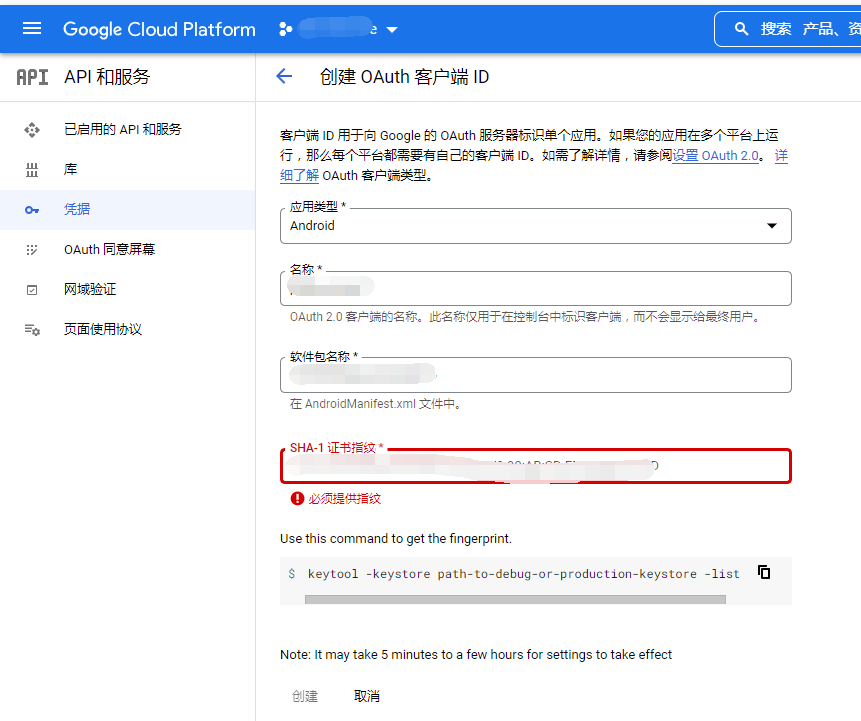 Google Cloud Platform
搜索 产品、资
API API 和服务
创建 OAuth 客户端 ID
已启用的 API 和服务
库
凭据
OAuth 同意屏幕
网域验证
页面使用协议
客户端 ID 用于向 Google 的 OAuth 服务器标识单个应用。如果您的应用在多个平台上运
行，那么每个平台都需要有自己的客户端 ID。如需了解详情，请参阅设置 OAuth 2.0。 详
细了解 OAuth 客户端类型。
应用类型 *
Android
名称 *
OAuth 2.0 客户端的名称。此名称仅用于在控制台中标识客户端，而不会显示给最终用户。
软件包名称 *
在 AndroidManifest.xml 文件中。
SHA-1 证书指纹 *
必须提供指纹
Use this command to get the fingerprint.
$ keytool -keystore path-to-debug-or-production-keystore -list
Note: It may take 5 minutes to a few hours for settings to take effect
创建 取消